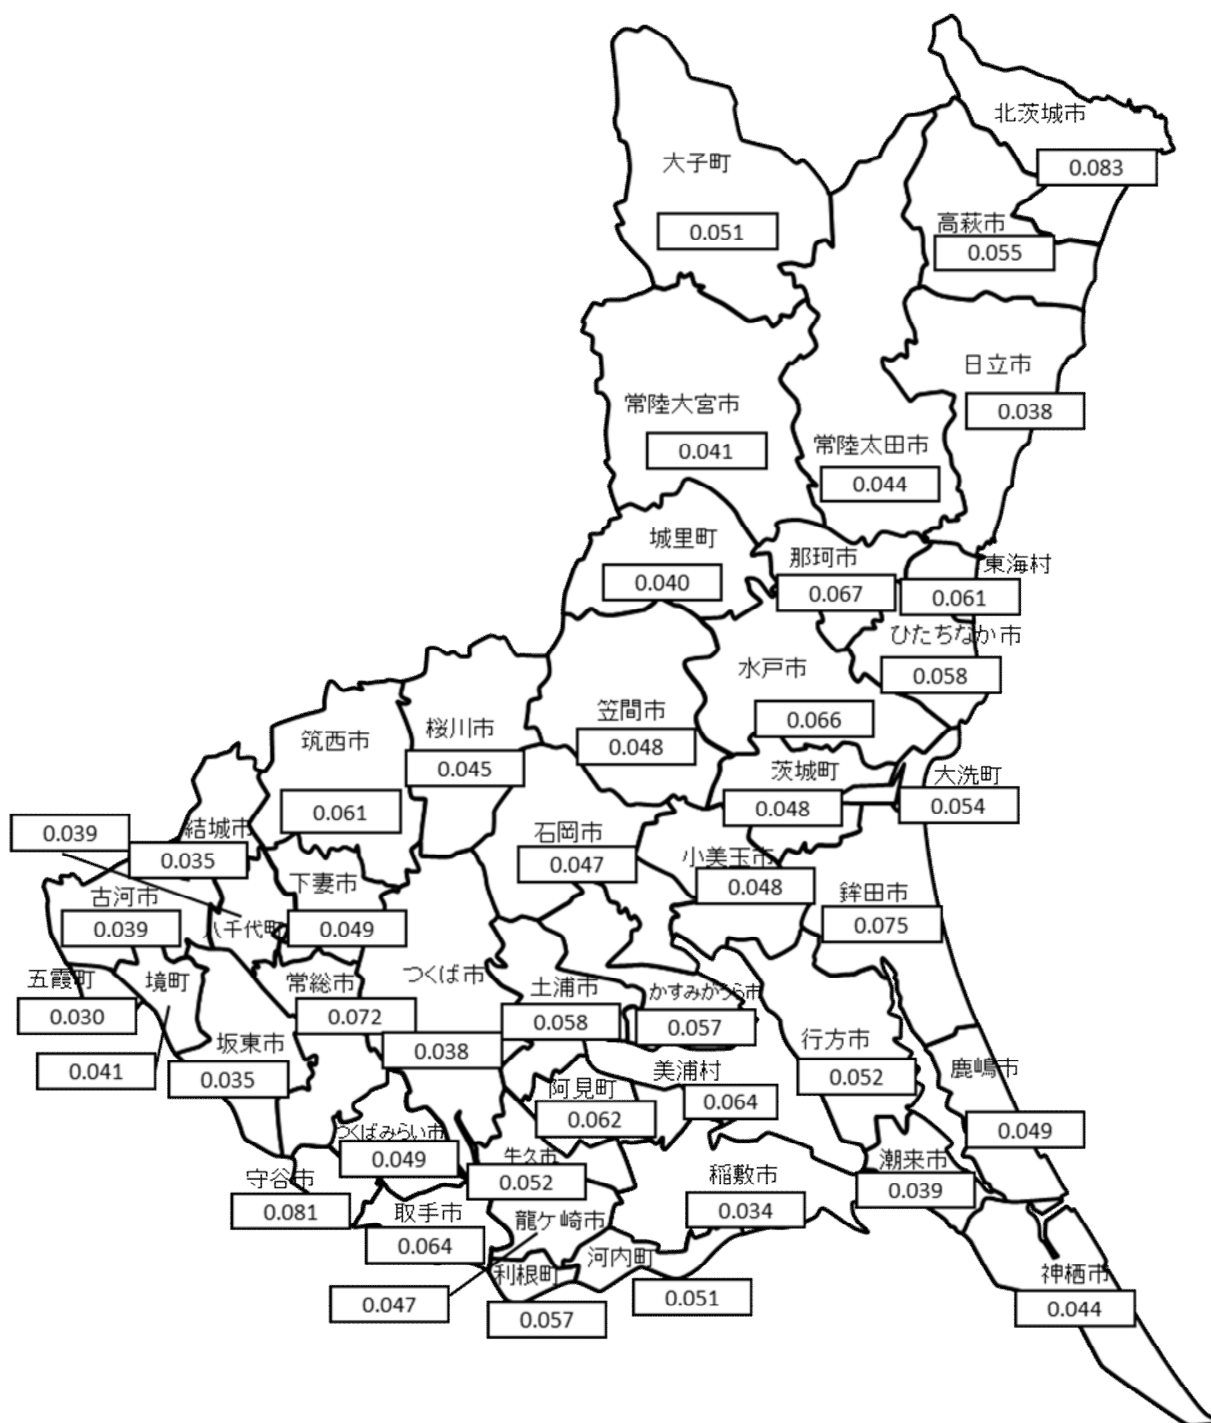 北茨城市
0.083
大子町
0.051
高萩市
0.055
日立市
0.038
常陸大宮市
0.041
常陸太田市
0.044
城里町
0.040
那珂市
0.067
東海村
0.061
ひたちなか市
0.058
水戸市
0.066
笠間市
0.048
桜川市
0.045
筑西市
0.061
茨城町
0.048
大洗町
0.054
石岡市
0.047
小美玉市
0.048
鉾田市
0.075
0.039
結城市
0.035
下妻市
0.049
古河市
0.039
八千代町
五霞町
0.030
境町
0.041
常総市
0.072
つくば市
0.038
土浦市
0.058
かすみがうら市
0.057
坂東市
0.035
行方市
0.052
鹿嶋市
0.049
阿見町
0.062
美浦村
0.064
つくばみらい市
0.049
牛久市
0.052
潮来市
0.039
守谷市
0.081
取手市
0.064
稲敷市
0.034
龍ケ崎市
0.047
利根町
0.057
河内町
0.051
神栖市
0.044